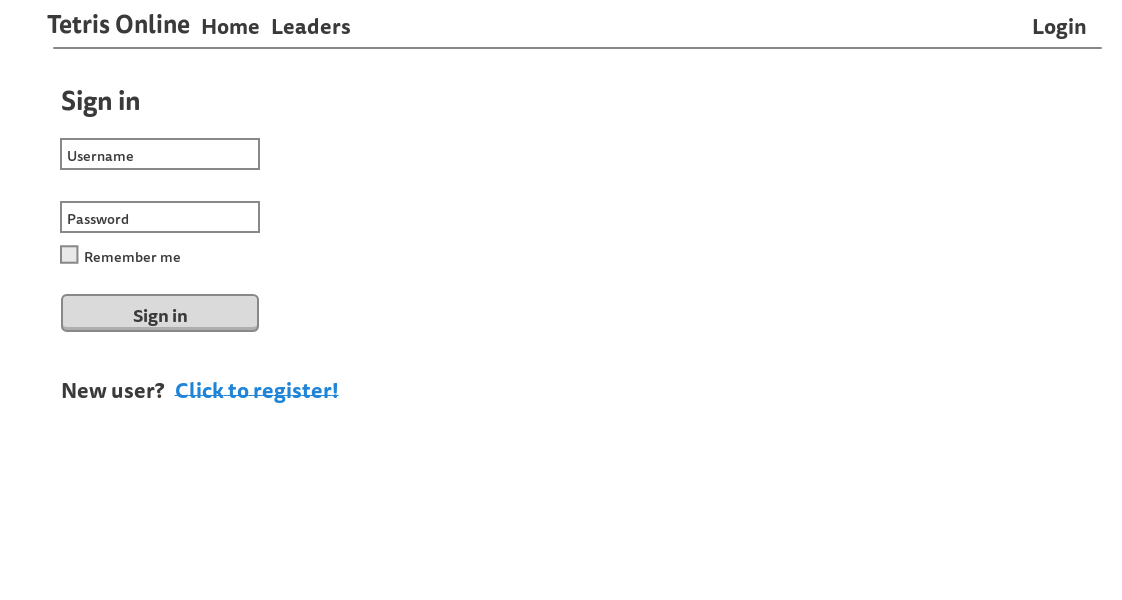 Tetris Online Home Leaders Login
Sign in
Username
Password
Remember me
Sign in
New user? Click to register!